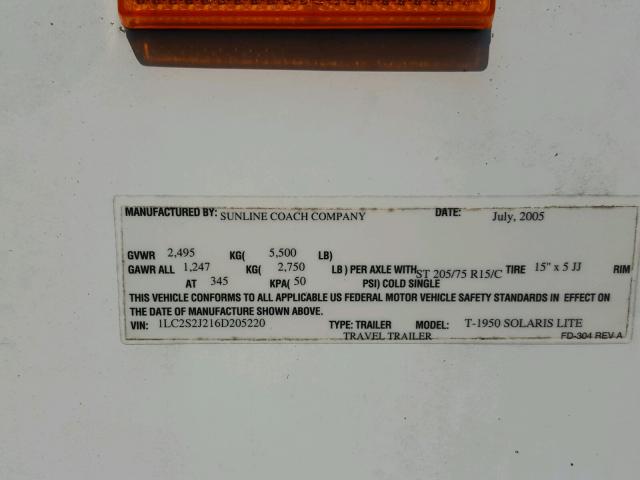 MANUFACTURED BY: SUNLINE COACH COMPANY DATE: July, 2005
GVWR 2,495 KG( 5,500 LB)
GAWR ALL 1,247 KG( 2,750 LB ) PER AXLE WITH ST 205/75 R15/C TIRE 15" x 5 JJ RIM
AT 345 KPA( 50 PSI) COLD SINGLE
THIS VEHICLE CONFORMS TO ALL APPLICABLE US FEDERAL MOTOR VEHICLE SAFETY STANDARDS IN EFFECT ON
THE DATE OF MANUFACTURE SHOWN ABOVE.
VIN: 1LC2S2J216D205220 TYPE: TRAILER MODEL: T-1950 SOLARIS LITE
TRAVEL TRAILER FD-304 REV A